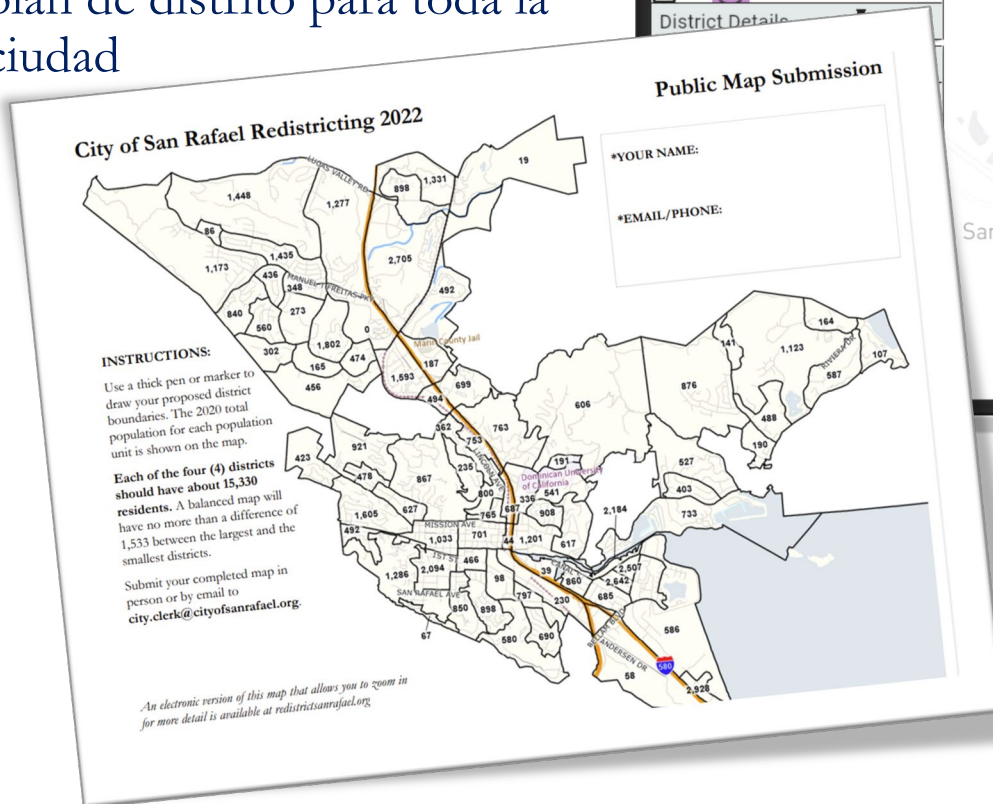 plan de distrito para toda la
ciudad
District Details
Public Map Submission
City of San Rafael Redistricting 2022
*YOUR NAME:
*EMAIL/PHONE:
INSTRUCTIONS:
Use a thick pen or marker to
draw your proposed district
boundaries. The 2020 total
population for each population
unit is shown on the map.
Each of the four (4) districts
should have about 15,330
residents. A balanced map will
have no more than a difference of
1,533 between the largest and the
smallest districts.
Submit your completed map in
person or by email to
city.clerk@cityofsanrafael.org.
An electronic version of this map that allows you to zoom in
for more detail is available at redistrictsanrafael.org
LUCAS VALLEY RD
19
898
1,331
1,448
1,277
86
2,705
1,435
1,173
436
348
MANUEL T FREITAS PKY
492
840
273
560
0
Marin County Jail
302
1,802
474
187
165
1,593
699
456
494
141
164
1,123
RIVIERA DR
587
107
876
606
488
190
362
763
753
LINCOLN AVE
423
921
478
867
235
191
Dominican University
of California
527
800
336
541
403
1,605
627
765
687
908
2,184
733
492
MISSION AVE
1,033
701
44
1,201
617
1ST ST
1,286
2,094
466
39
CANAL
2,507
98
860
2,642
SAN RAFAEL AVE
797
685
850
898
230
67
580
690
BELLAM BLVD
586
ANDERSEN DR
580
58
2,928
San